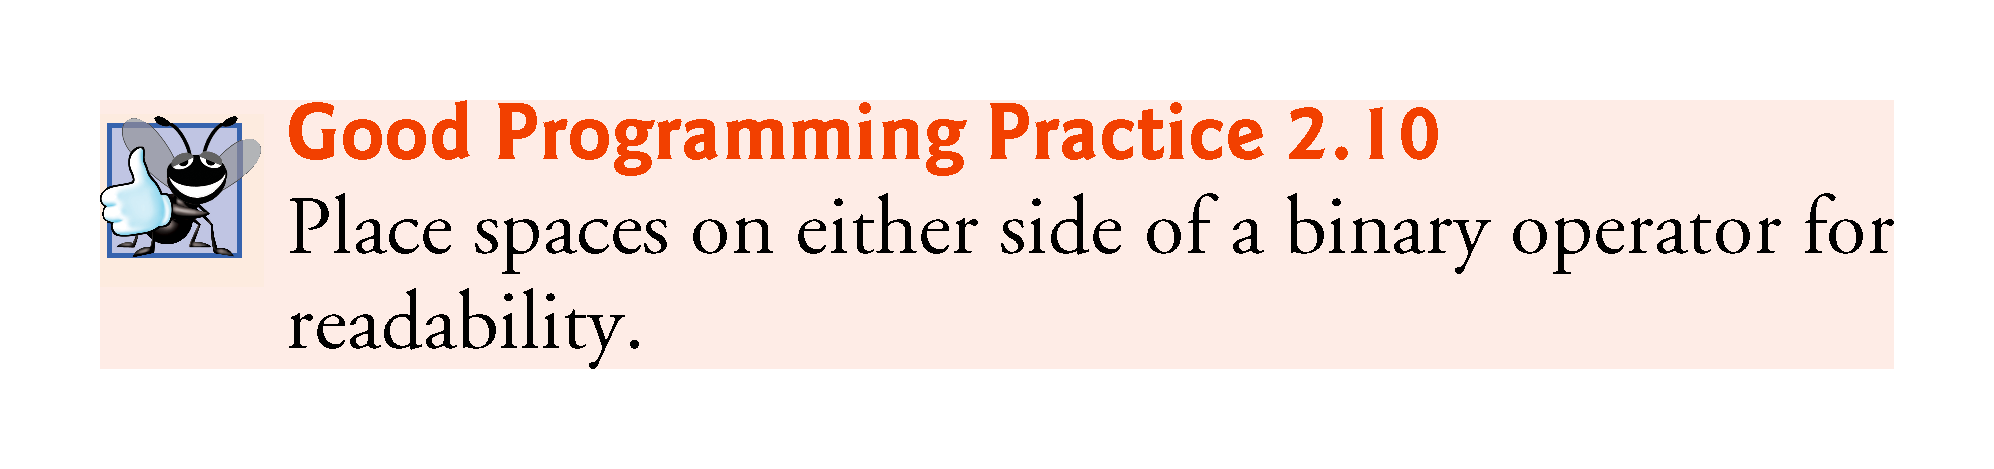 Good Programming Practice 2.10
Place spaces on either side of a binary operator for
readability.